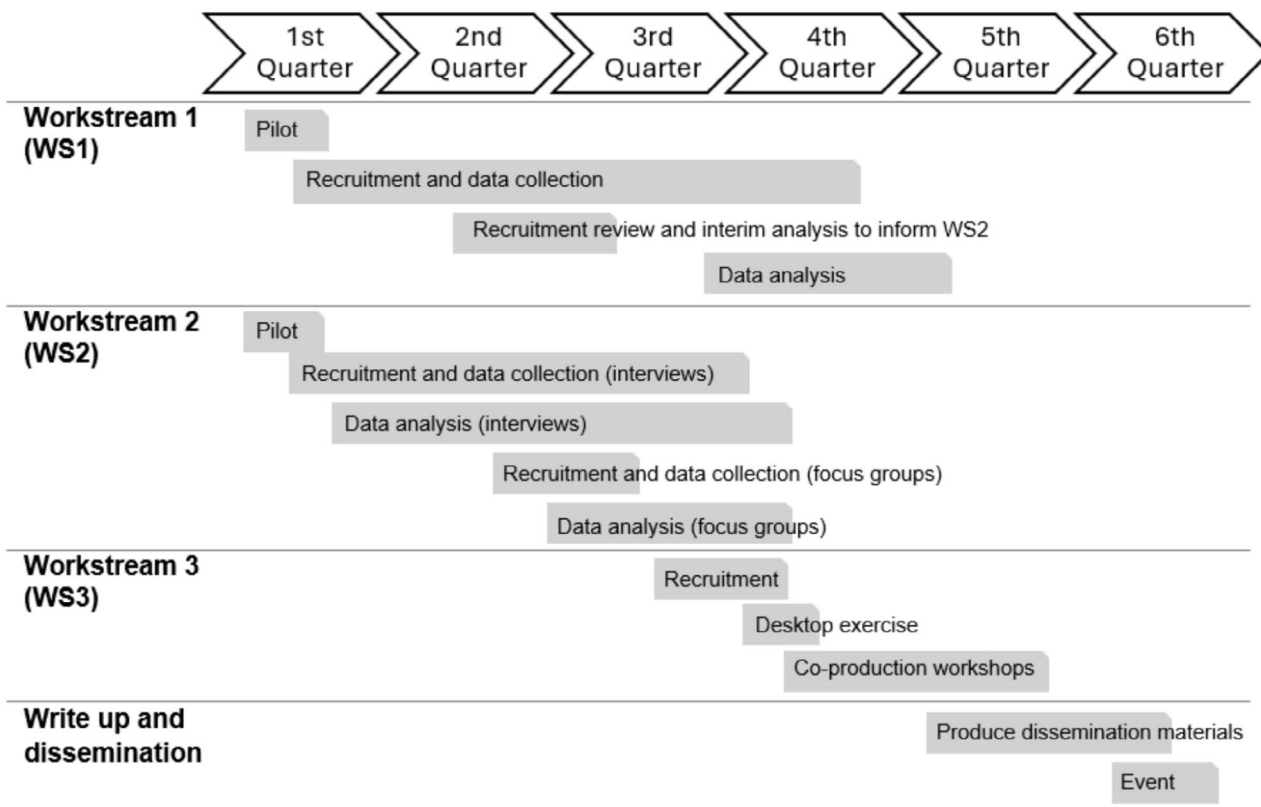 1st
Quarter
2nd
Quarter
3rd
Quarter
4th
Quarter
5th
Quarter
6th
Quarter
Workstream 1
(WS1)
Pilot
Recruitment and data collection
Recruitment review and interim analysis to inform WS2
Data analysis
Workstream 2
(WS2)
Pilot
Recruitment and data collection (interviews)
Data analysis (interviews)
Recruitment and data collection (focus groups)
Data analysis (focus groups)
Workstream 3
(WS3)
Recruitment
Desktop exercise
Co-production workshops
Write up and
dissemination
Produce dissemination materials
Event